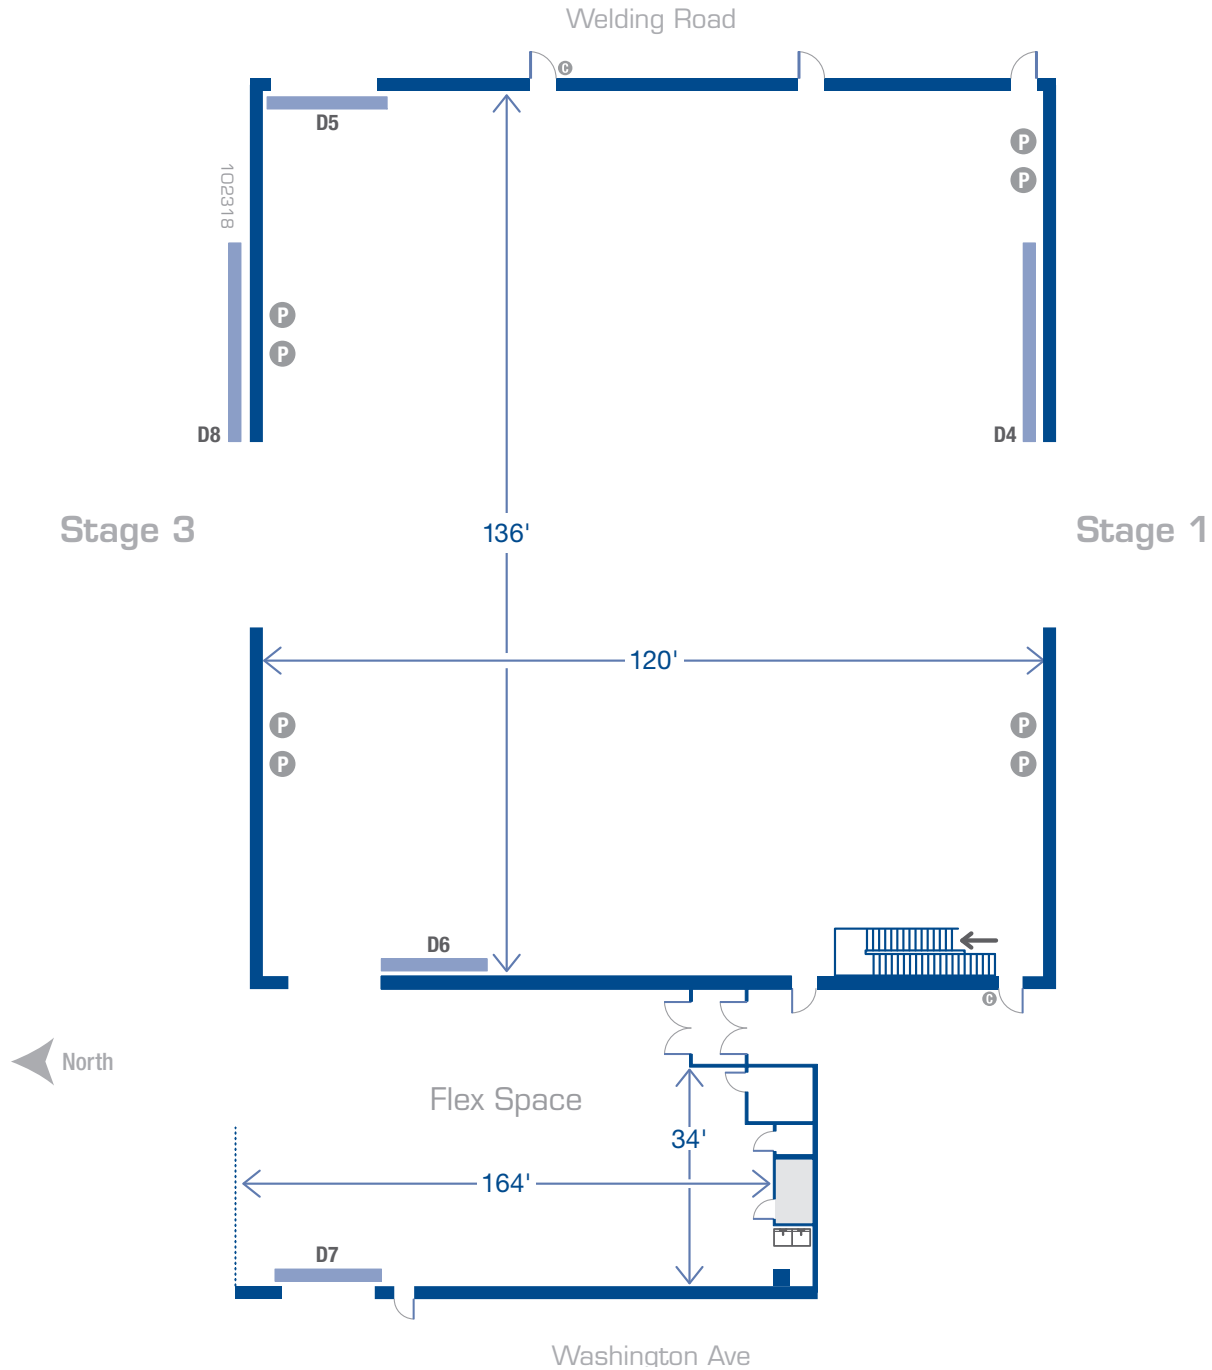 Welding Road
C
D5
P
102318
P
P
P
D8
D4
Stage 3
136'
Stage 1
120'
P
P
P
P
D6
C
North
Flex Space
34'
164'
D7
Washington Ave